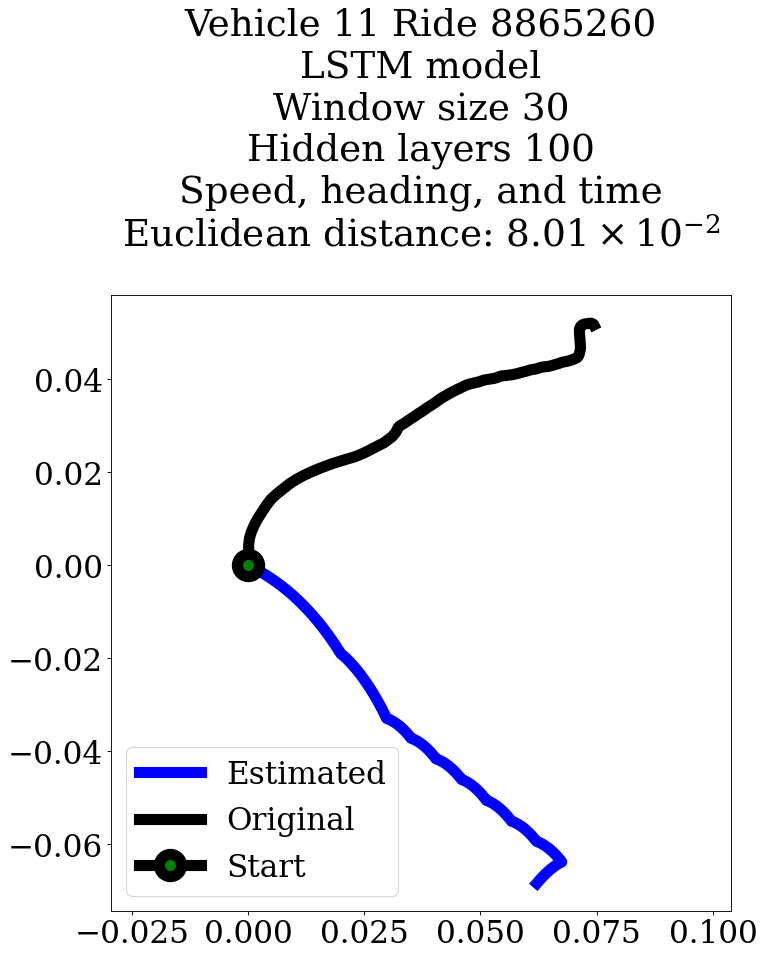 Vehicle 11 Ride 8865260
LSTM model
Window size 30
Hidden layers 100
Speed, heading, and time
Euclidean distance: 8.01 × 10⁻²
0.04
0.02
0.00
−0.02
−0.04
−0.06
Estimated
Original
Start
−0.025 0.000 0.025 0.050 0.075 0.100